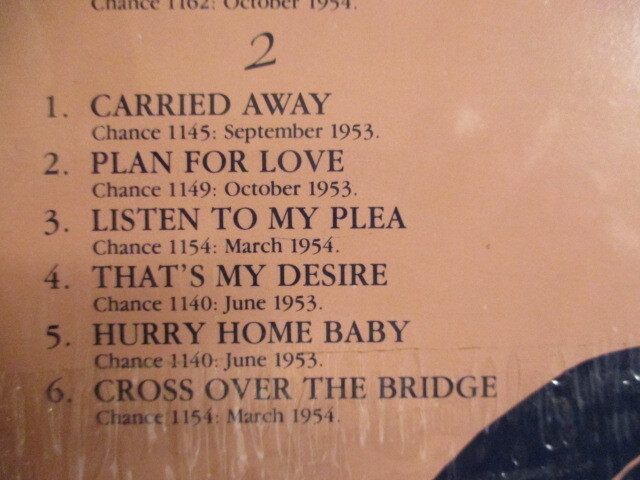 Chance 1162: October 1954.
2
1. CARRIED AWAY
Chance 1145: September 1953.
2. PLAN FOR LOVE
Chance 1149: October 1953.
3. LISTEN TO MY PLEA
Chance 1154: March 1954.
4. THAT'S MY DESIRE
Chance 1140: June 1953.
5. HURRY HOME BABY
Chance 1140: June 1953.
6. CROSS OVER THE BRIDGE
Chance 1154: March 1954.